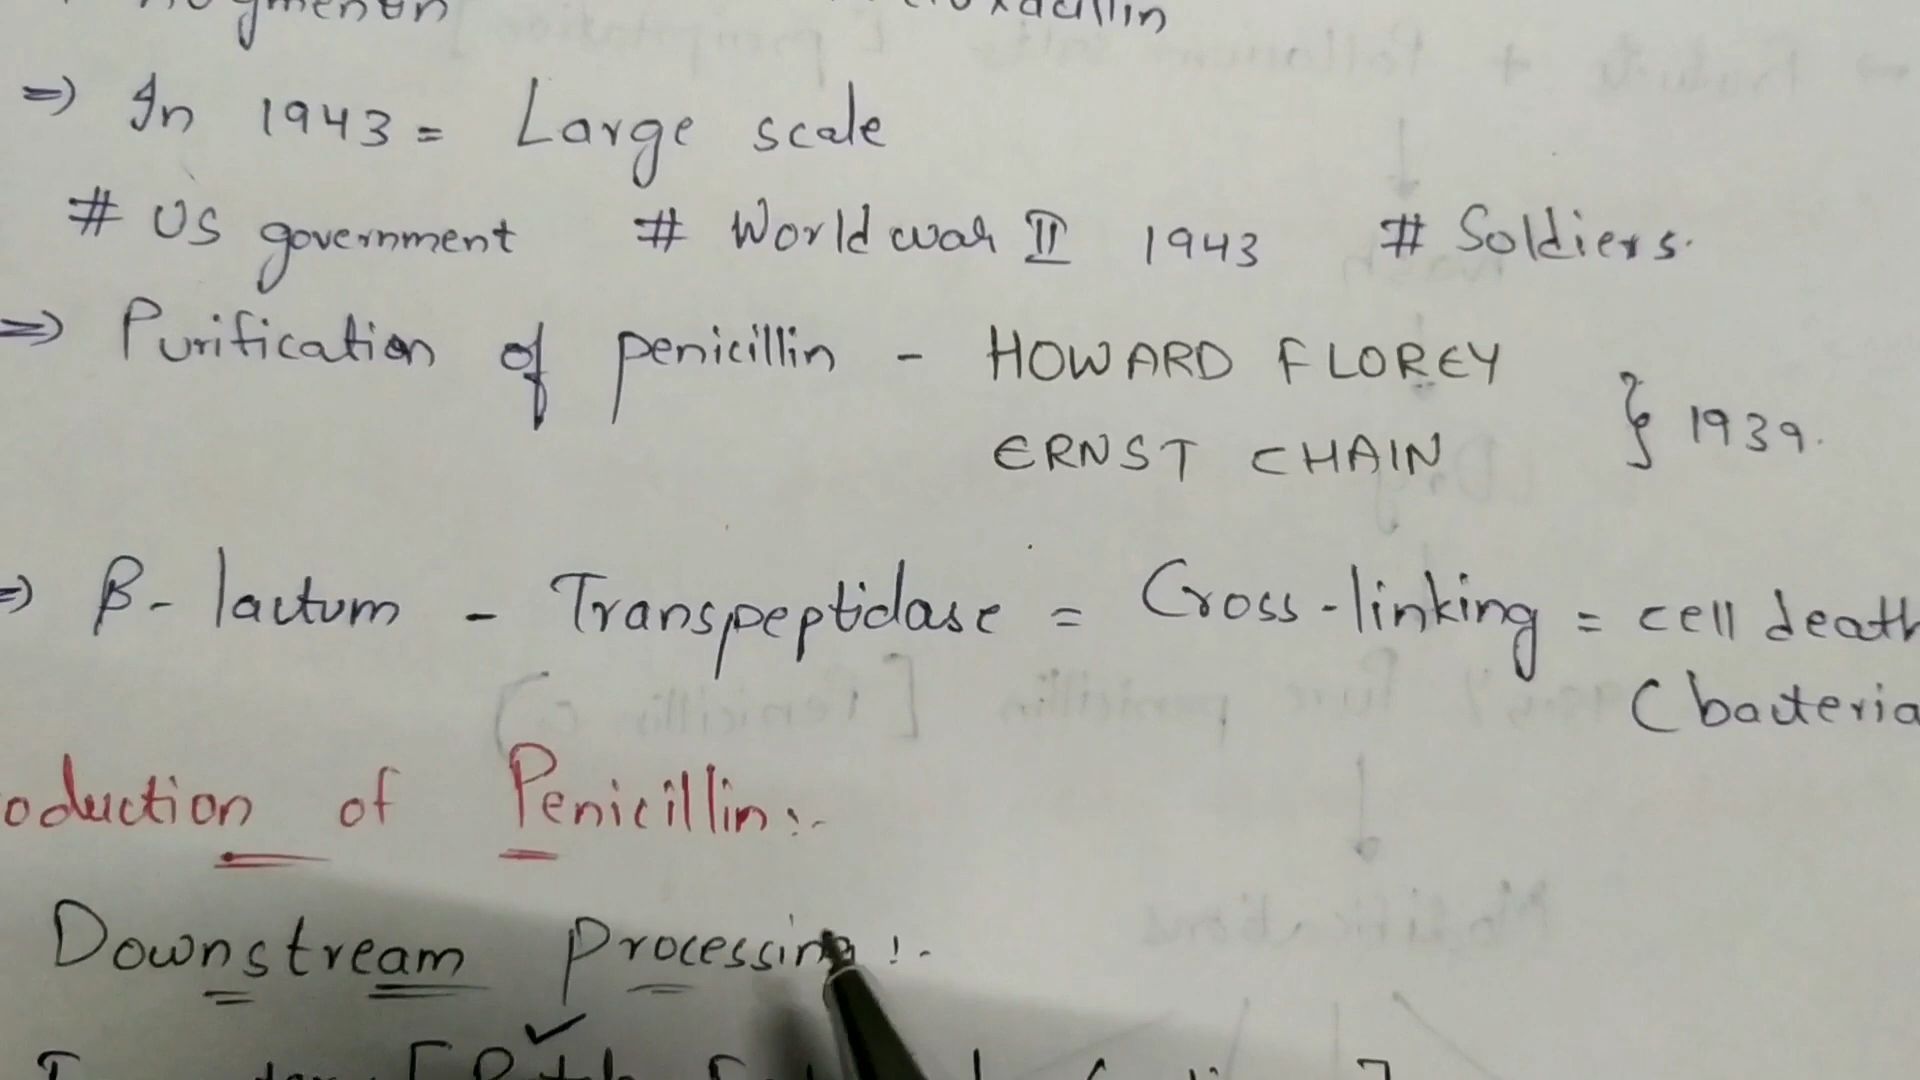 ⇒ In 1943 = Large scale
# US government # World war II 1943 # Soldiers.
⇒ Purification of penicillin - HOWARD FLOREY
ERNST CHAIN } 1939.
⇒ β- lactum - Transpeptidase = Cross-linking = cell death
(bacteria
oduction of Penicillin:-
Downstream Processing:-